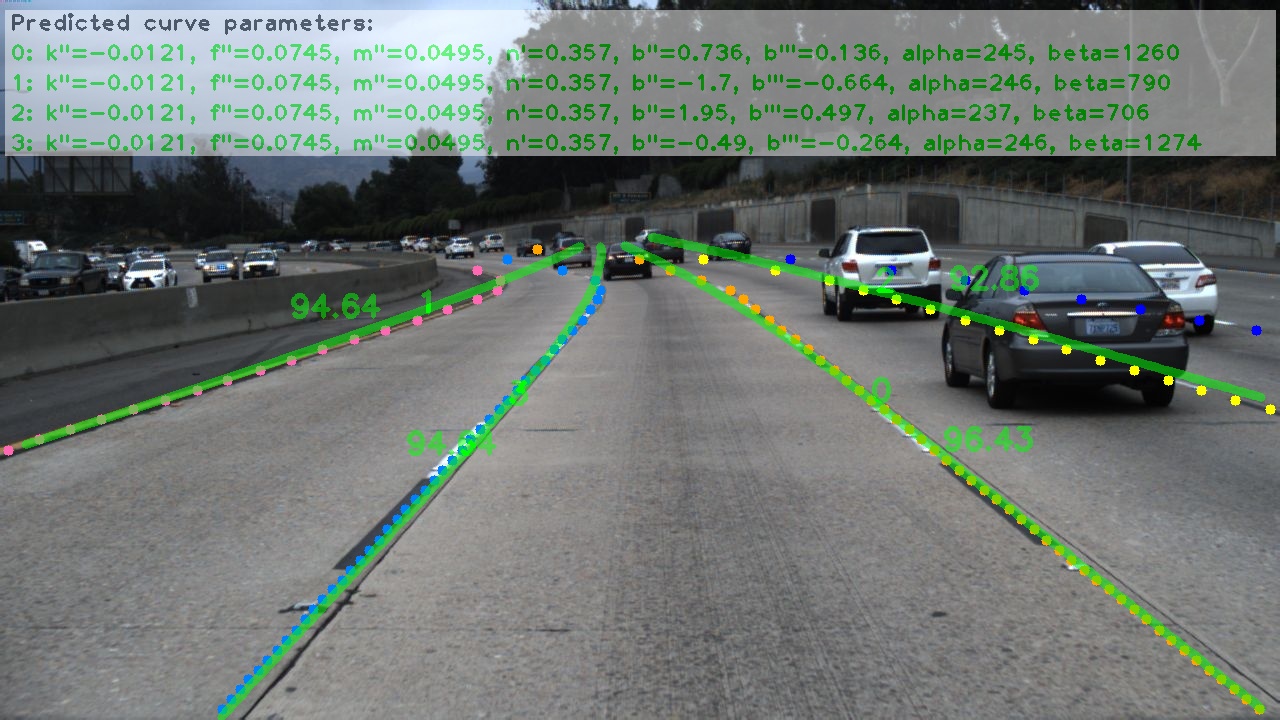 Predicted curve parameters:
0: k''=-0.0121, f''=0.0745, m''=0.0495, n'=0.357, b''=0.736, b'''=0.136, alpha=245, beta=1260
1: k''=-0.0121, f''=0.0745, m''=0.0495, n'=0.357, b''=-1.7, b'''=-0.664, alpha=246, beta=790
2: k''=-0.0121, f''=0.0745, m''=0.0495, n'=0.357, b''=1.95, b'''=0.497, alpha=237, beta=706
3: k''=-0.0121, f''=0.0745, m''=0.0495, n'=0.357, b''=-0.49, b'''=-0.264, alpha=246, beta=1274
92.86
94.64 1
0
96.43